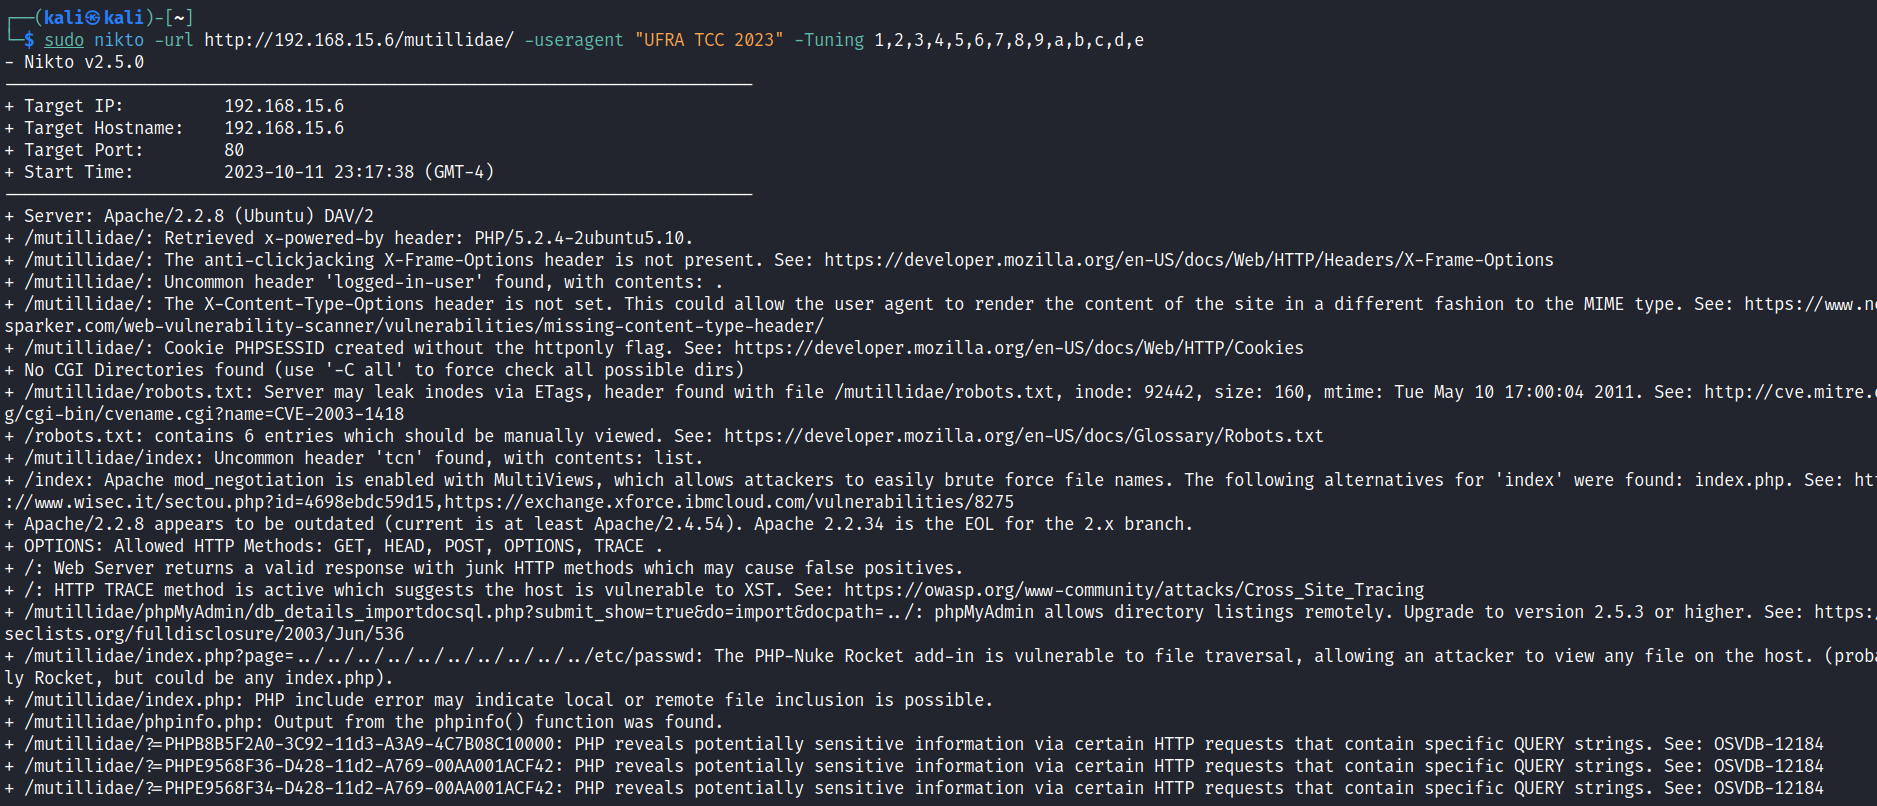 ┌──(kali㉿kali)-[~]
└─$ sudo nikto -url http://192.168.15.6/mutillidae/ -useragent "UFRA TCC 2023" -Tuning 1,2,3,4,5,6,7,8,9,a,b,c,d,e
- Nikto v2.5.0
---------------------------------------------------------------------------
+ Target IP:          192.168.15.6
+ Target Hostname:    192.168.15.6
+ Target Port:        80
+ Start Time:         2023-10-11 23:17:38 (GMT-4)
---------------------------------------------------------------------------
+ Server: Apache/2.2.8 (Ubuntu) DAV/2
+ /mutillidae/: Retrieved x-powered-by header: PHP/5.2.4-2ubuntu5.10.
+ /mutillidae/: The anti-clickjacking X-Frame-Options header is not present. See: https://developer.mozilla.org/en-US/docs/Web/HTTP/Headers/X-Frame-Options
+ /mutillidae/: Uncommon header 'logged-in-user' found, with contents: .
+ /mutillidae/: The X-Content-Type-Options header is not set. This could allow the user agent to render the content of the site in a different fashion to the MIME type. See: https://www.ne
sparker.com/web-vulnerability-scanner/vulnerabilities/missing-content-type-header/
+ /mutillidae/: Cookie PHPSESSID created without the httponly flag. See: https://developer.mozilla.org/en-US/docs/Web/HTTP/Cookies
+ No CGI Directories found (use '-C all' to force check all possible dirs)
+ /mutillidae/robots.txt: Server may leak inodes via ETags, header found with file /mutillidae/robots.txt, inode: 92442, size: 160, mtime: Tue May 10 17:00:04 2011. See: http://cve.mitre.o
g/cgi-bin/cvename.cgi?name=CVE-2003-1418
+ /robots.txt: contains 6 entries which should be manually viewed. See: https://developer.mozilla.org/en-US/docs/Glossary/Robots.txt
+ /mutillidae/index: Uncommon header 'tcn' found, with contents: list.
+ /index: Apache mod_negotiation is enabled with MultiViews, which allows attackers to easily brute force file names. The following alternatives for 'index' were found: index.php. See: htt
://www.wisec.it/sectou.php?id=4698ebdc59d15,https://exchange.xforce.ibmcloud.com/vulnerabilities/8275
+ Apache/2.2.8 appears to be outdated (current is at least Apache/2.4.54). Apache 2.2.34 is the EOL for the 2.x branch.
+ OPTIONS: Allowed HTTP Methods: GET, HEAD, POST, OPTIONS, TRACE .
+ /: Web Server returns a valid response with junk HTTP methods which may cause false positives.
+ /: HTTP TRACE method is active which suggests the host is vulnerable to XST. See: https://owasp.org/www-community/attacks/Cross_Site_Tracing
+ /mutillidae/phpMyAdmin/db_details_importdocsql.php?submit_show=true&do=import&docpath=../: phpMyAdmin allows directory listings remotely. Upgrade to version 2.5.3 or higher. See: https:/
seclists.org/fulldisclosure/2003/Jun/536
+ /mutillidae/index.php?page=../../../../../../../../../../etc/passwd: The PHP-Nuke Rocket add-in is vulnerable to file traversal, allowing an attacker to view any file on the host. (proba
ly Rocket, but could be any index.php).
+ /mutillidae/index.php: PHP include error may indicate local or remote file inclusion is possible.
+ /mutillidae/phpinfo.php: Output from the phpinfo() function was found.
+ /mutillidae/?=PHPB8B5F2A0-3C92-11d3-A3A9-4C7B08C10000: PHP reveals potentially sensitive information via certain HTTP requests that contain specific QUERY strings. See: OSVDB-12184
+ /mutillidae/?=PHPE9568F36-D428-11d2-A769-00AA001ACF42: PHP reveals potentially sensitive information via certain HTTP requests that contain specific QUERY strings. See: OSVDB-12184
+ /mutillidae/?=PHPE9568F34-D428-11d2-A769-00AA001ACF42: PHP reveals potentially sensitive information via certain HTTP requests that contain specific QUERY strings. See: OSVDB-12184